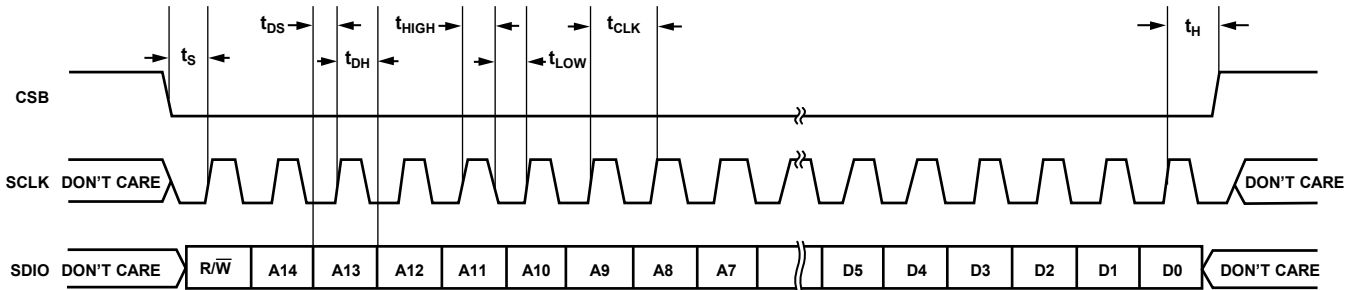 tDS tHIGH tCLK tH
tS tDH tLOW
CSB
SCLK DON'T CARE DON'T CARE
SDIO DON'T CARE R/W̅ A14 A13 A12 A11 A10 A9 A8 A7 D5 D4 D3 D2 D1 D0 DON'T CARE